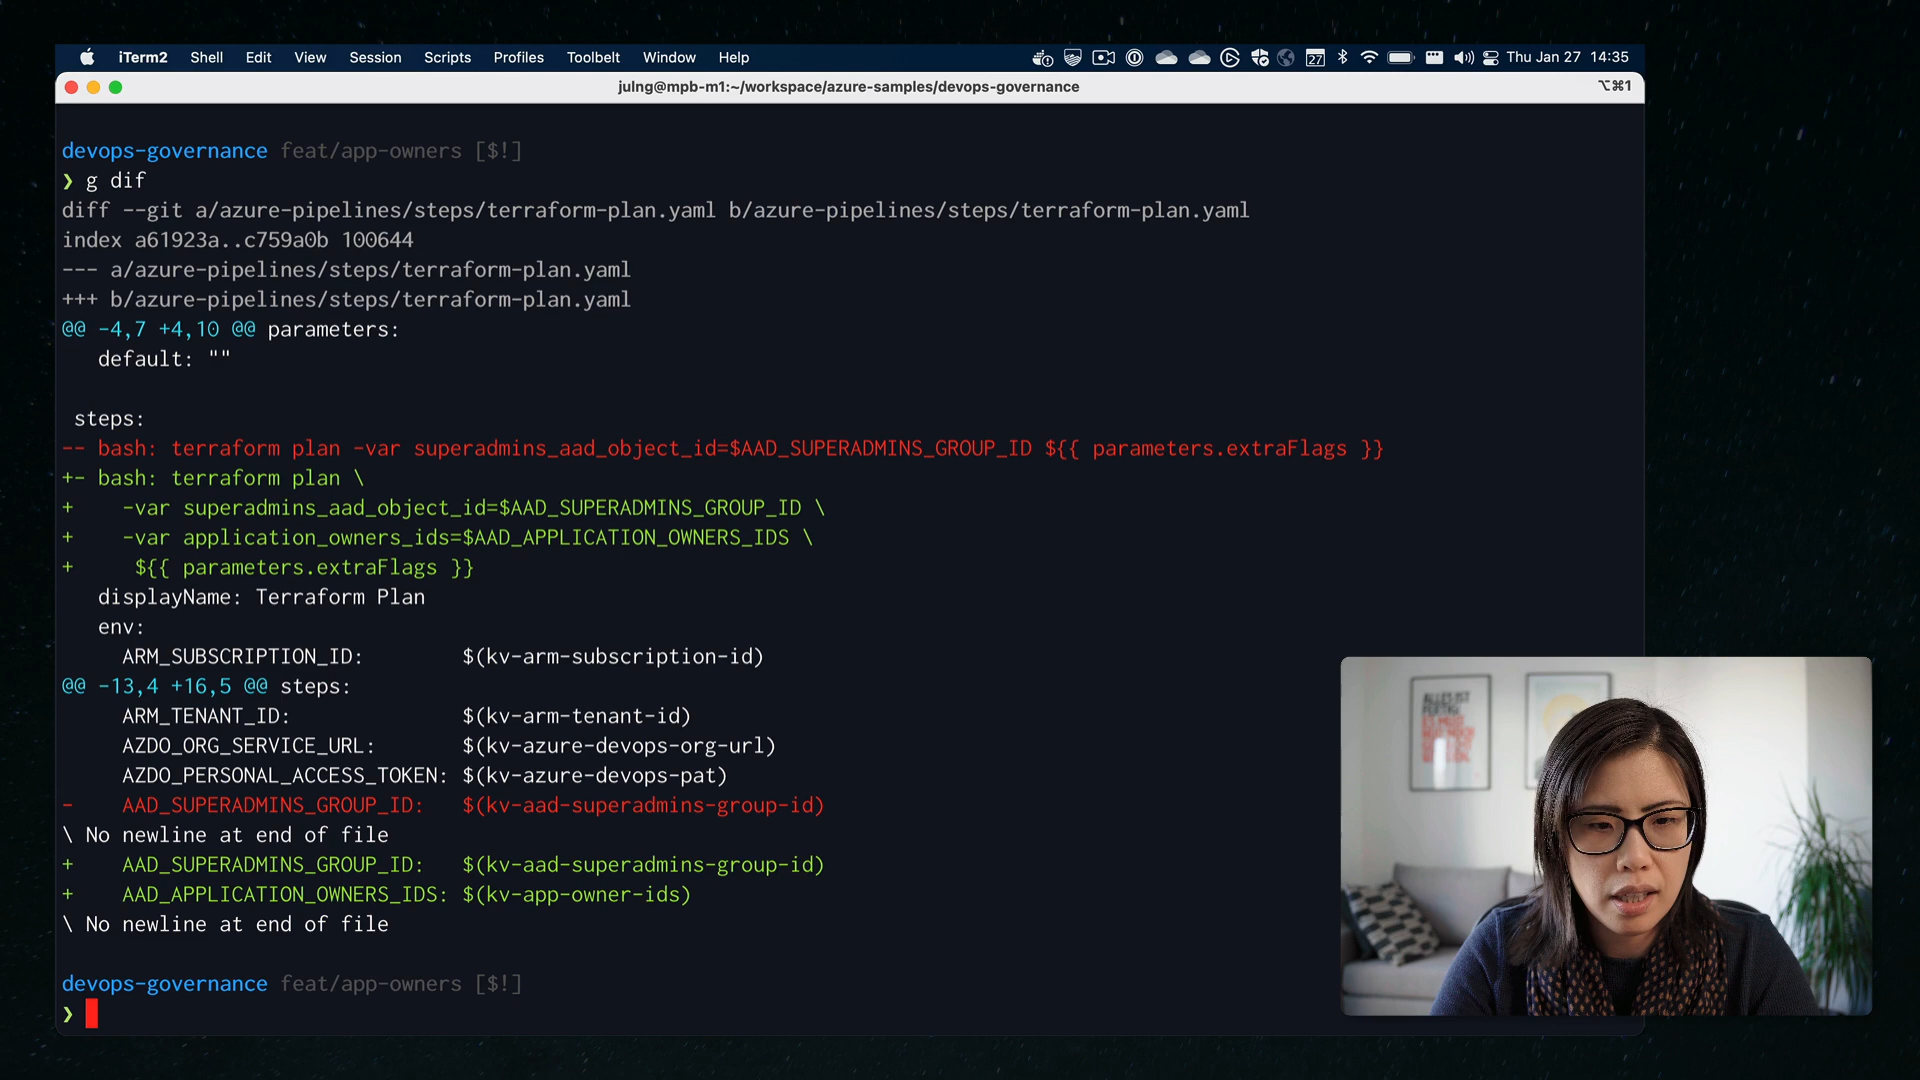 iTerm2 Shell Edit View Session Scripts Profiles Toolbelt Window Help 27 Thu Jan 27 14:35
julng@mpb-m1:~/workspace/azure-samples/devops-governance ⌥⌘1
devops-governance feat/app-owners [$!]
❯ g dif
diff --git a/azure-pipelines/steps/terraform-plan.yaml b/azure-pipelines/steps/terraform-plan.yaml
index a61923a..c759a0b 100644
--- a/azure-pipelines/steps/terraform-plan.yaml
+++ b/azure-pipelines/steps/terraform-plan.yaml
@@ -4,7 +4,10 @@ parameters:
default: ""
steps:
-- bash: terraform plan -var superadmins_aad_object_id=$AAD_SUPERADMINS_GROUP_ID ${{ parameters.extraFlags }}
+- bash: terraform plan \
+    -var superadmins_aad_object_id=$AAD_SUPERADMINS_GROUP_ID \
+    -var application_owners_ids=$AAD_APPLICATION_OWNERS_IDS \
+     ${{ parameters.extraFlags }}
displayName: Terraform Plan
env:
ARM_SUBSCRIPTION_ID: $(kv-arm-subscription-id)
@@ -13,4 +16,5 @@ steps:
ARM_TENANT_ID: $(kv-arm-tenant-id)
AZDO_ORG_SERVICE_URL: $(kv-azure-devops-org-url)
AZDO_PERSONAL_ACCESS_TOKEN: $(kv-azure-devops-pat)
-    AAD_SUPERADMINS_GROUP_ID: $(kv-aad-superadmins-group-id)
\ No newline at end of file
+    AAD_SUPERADMINS_GROUP_ID: $(kv-aad-superadmins-group-id)
+    AAD_APPLICATION_OWNERS_IDS: $(kv-app-owner-ids)
\ No newline at end of file
devops-governance feat/app-owners [$!]
❯
ALLES IST
FERTIG
ES MUSS